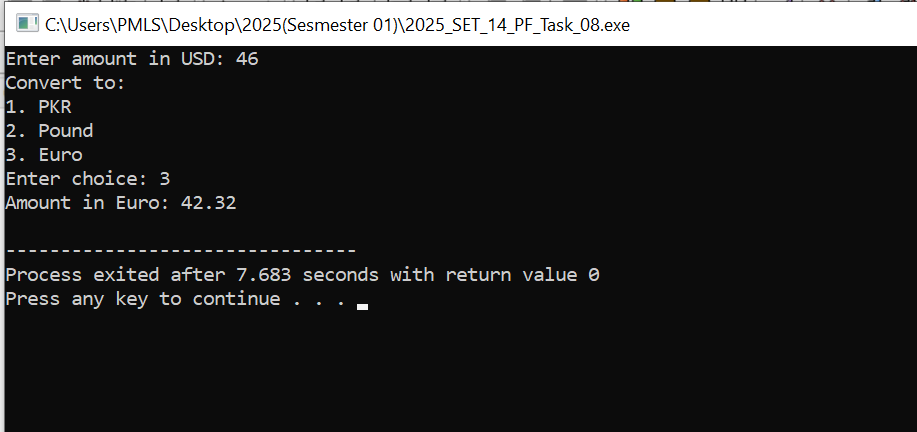 C:\Users\PMLS\Desktop\2025(Sesmester 01)\2025_SET_14_PF_Task_08.exe
Enter amount in USD: 46
Convert to:
1. PKR
2. Pound
3. Euro
Enter choice: 3
Amount in Euro: 42.32
--------------------------------
Process exited after 7.683 seconds with return value 0
Press any key to continue . . .